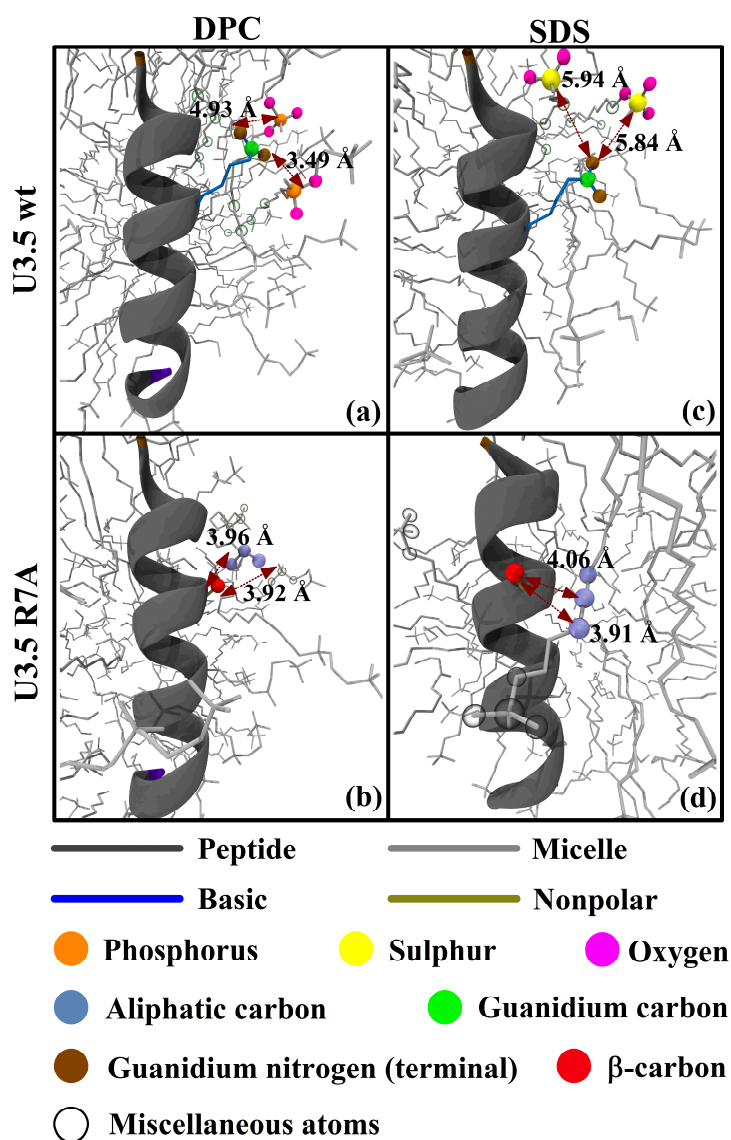 DPC SDS
U3.5 wt
4.93 Å
3.49 Å
(a)
5.94 Å
5.84 Å
(c)
U3.5 R7A
3.96 Å
3.92 Å
(b)
4.06 Å
3.91 Å
(d)
Peptide Micelle
Basic Nonpolar
Phosphorus Sulphur Oxygen
Aliphatic carbon Guanidium carbon
Guanidium nitrogen (terminal) β-carbon
Miscellaneous atoms